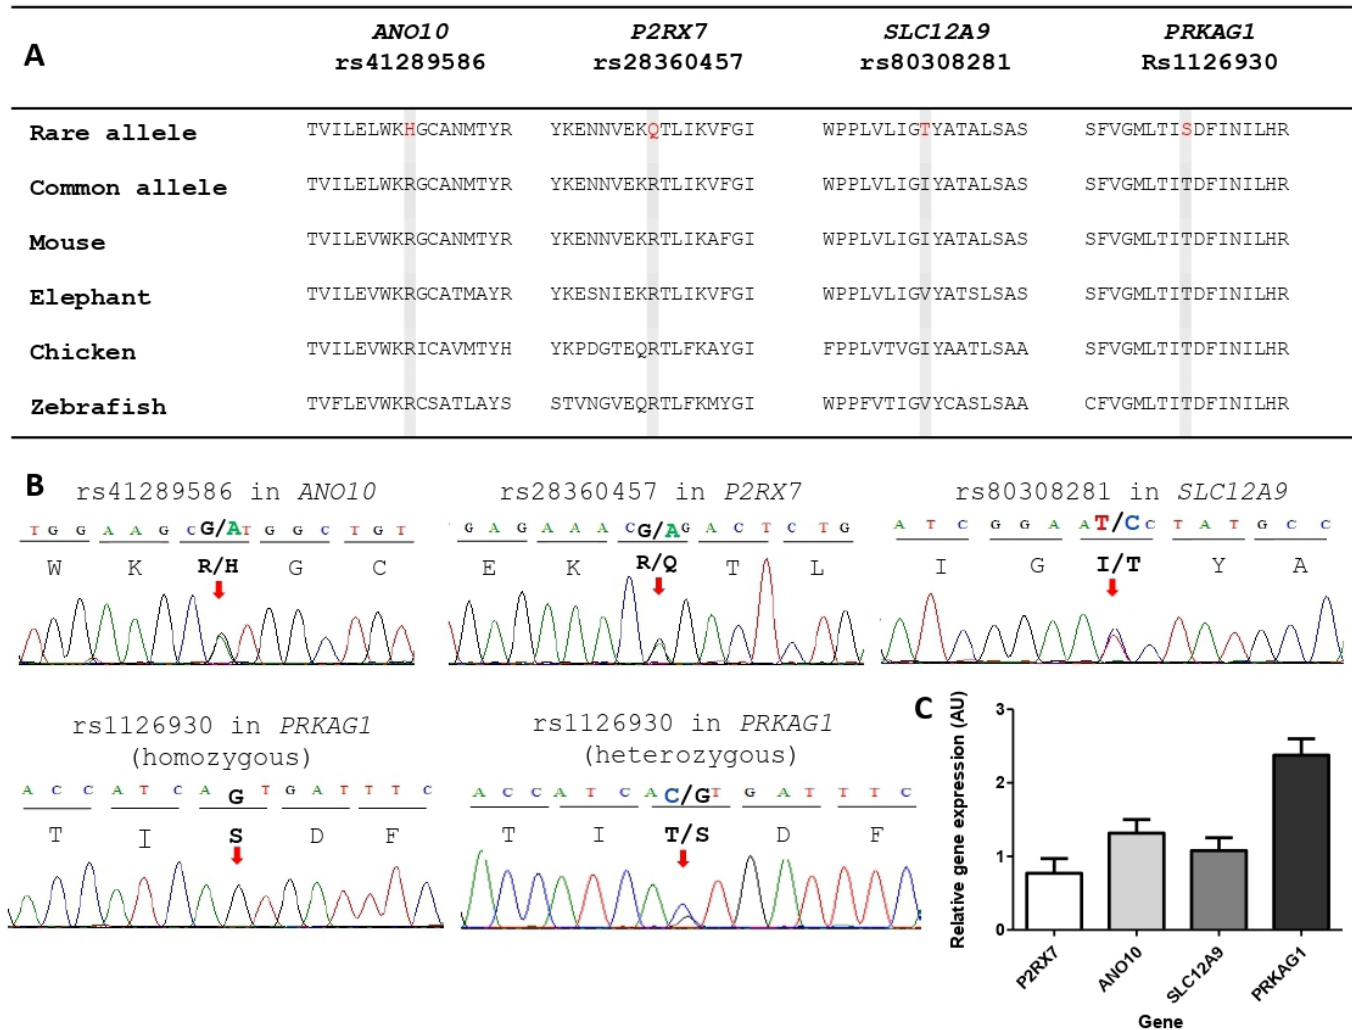 A
ANO10 P2RX7 SLC12A9 PRKAG1
rs41289586 rs28360457 rs80308281 Rs1126930
Rare allele TVILELWKHGCANMTYR YKENNVEKQTLIKVFGI WPPLVLIGTYATALSAS SFVGMLTISDFINILHR
Common allele TVILELWKRGCANMTYR YKENNVEKRTLIKVFGI WPPLVLIGIYATALSAS SFVGMLTITDFINILHR
Mouse TVILEVWKRGCANMTYR YKENNVEKRTLIKAFGI WPPLVLIGIYATALSAS SFVGMLTITDFINILHR
Elephant TVILEVWKRGCATMAYR YKESNIEKRTLIKVFGI WPPLVLIGVYATSLSAS SFVGMLTITDFINILHR
Chicken TVILEVWKRICAVMTYH YKPDGTEQRTLFKAYGI FPPLVTVGIYAATLSAA SFVGMLTITDFINILHR
Zebrafish TVFLEVWKRCSATLAYS STVNGVEQRTLFKMYGI WPPFVTIGVYCASLSAA CFVGMLTITDFINILHR
B
rs41289586 in ANO10 rs28360457 in P2RX7 rs80308281 in SLC12A9
T G G A A G C G/A T G G C T G T G A G A A A C G/A G A C T C T G A T C G G A A T/C C T A T G C C
W K R/H G C E K R/Q T L I G I/T Y A
rs1126930 in PRKAG1 rs1126930 in PRKAG1
(homozygous) (heterozygous)
A C C A T C A G T G A T T T C A C C A T C A C/G T G A T T T C
T I S D F T I T/S D F
C
Relative gene expression (AU)
3
2
1
0
P2RX7 ANO10 SLC12A9 PRKAG1
Gene